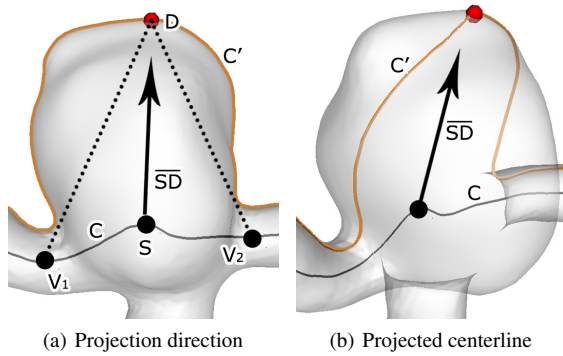 D
C′
SD
C
S
V1
V2
(a) Projection direction
C′
SD
C
(b) Projected centerline